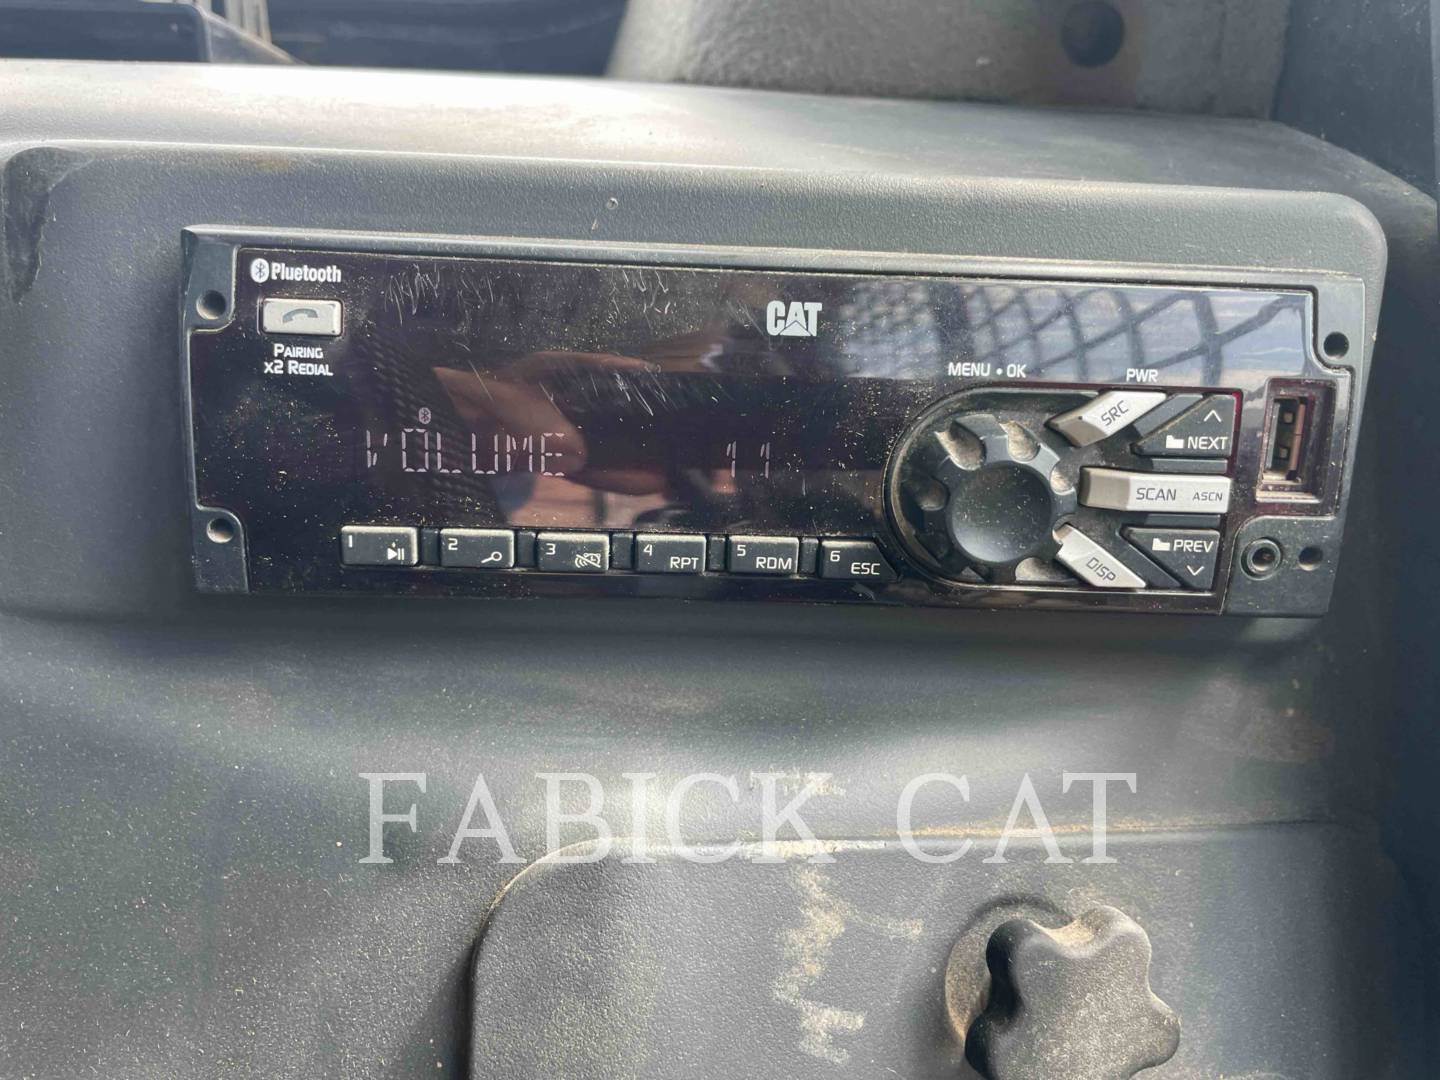 Pluetooth
CAT
PAIRING
X2 REDIAL
MENU • OK
PWR
SRC
NEXT
VOLUME 11
SCAN ASCN
1
2
3
4 RPT
5 RDM
6 ESC
PREV
DISP
FABICK CAT